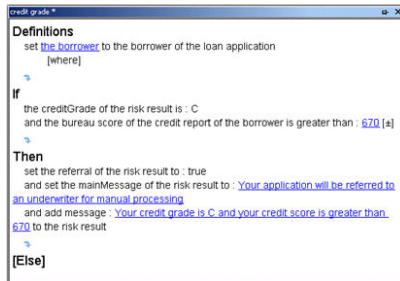 credit grade *
Definitions
set the borrower to the borrower of the loan application
[where]
If
the creditGrade of the risk result is : C
and the bureau score of the credit report of the borrower is greater than : 670 [±]
Then
set the referral of the risk result to : true
and set the mainMessage of the risk result to : Your application will be referred to
an underwriter for manual processing
and add message : Your credit grade is C and your credit score is greater than
670 to the risk result
[Else]